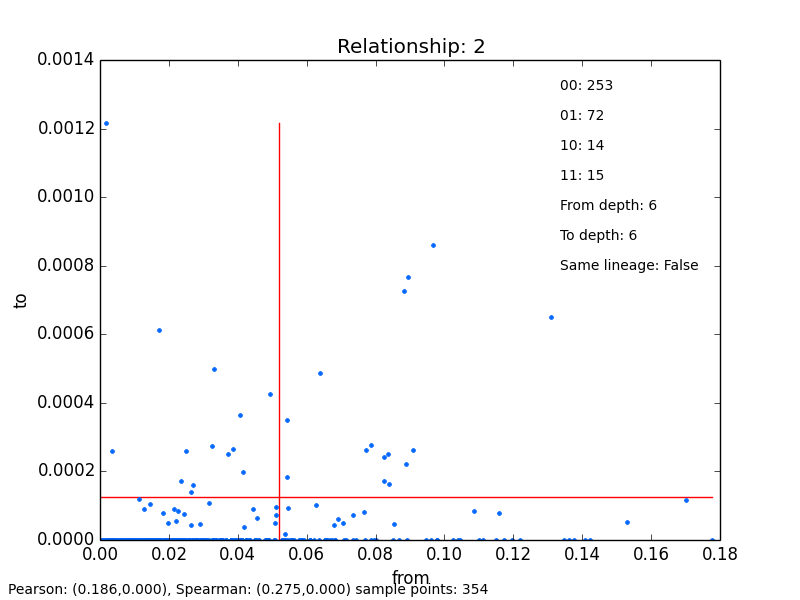 Relationship: 2
0.0014
0.0012
0.0010
0.0008
0.0006
0.0004
0.0002
0.0000
to
00: 253
01: 72
10: 14
11: 15
From depth: 6
To depth: 6
Same lineage: False
0.00 0.02 0.04 0.06 0.08 0.10 0.12 0.14 0.16 0.18
from
Pearson: (0.186,0.000), Spearman: (0.275,0.000) sample points: 354